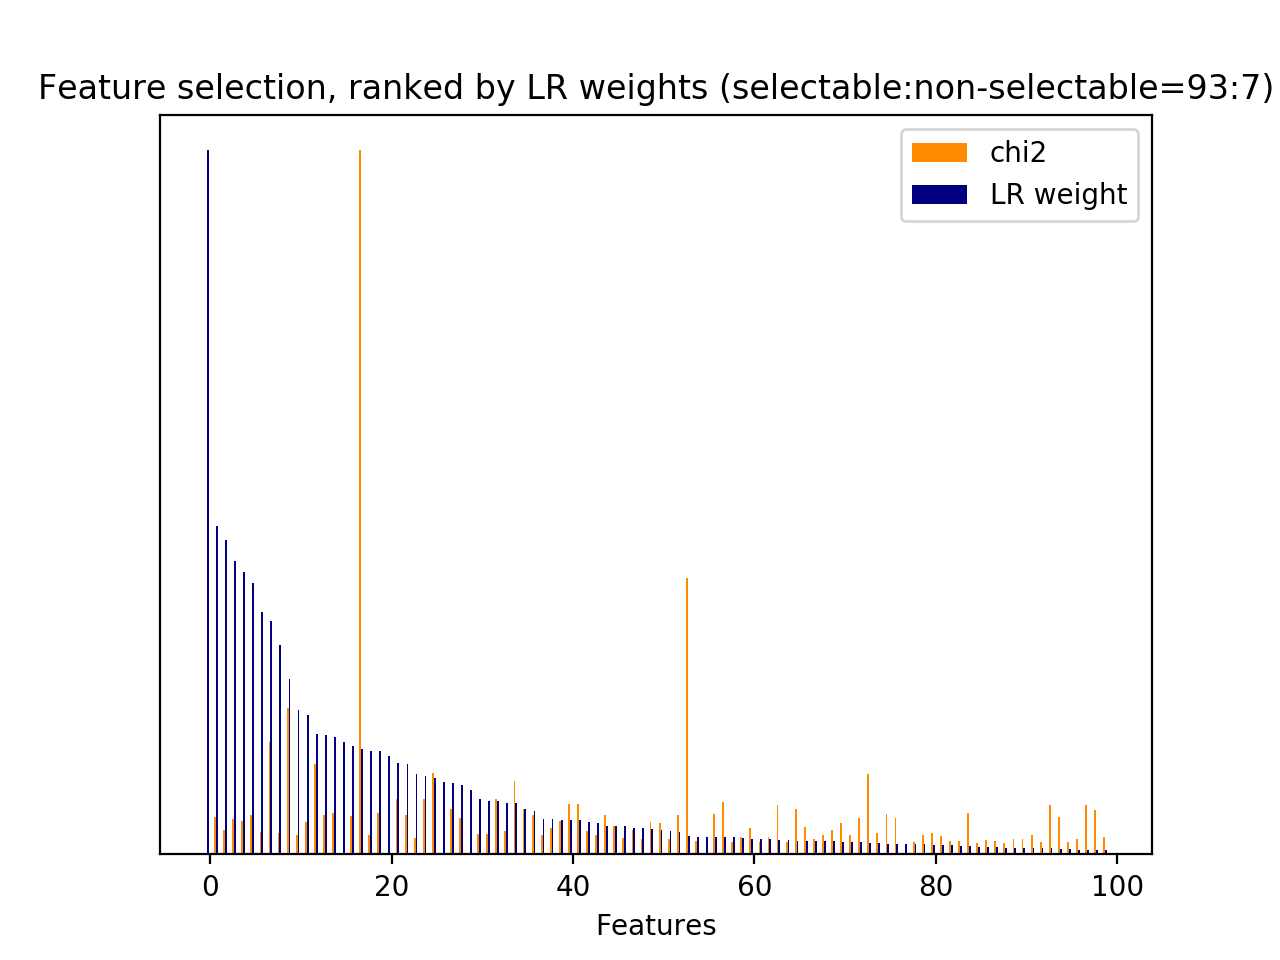 Feature selection, ranked by LR weights (selectable:non-selectable=93:7)
chi2
LR weight
0 20 40 60 80 100
Features